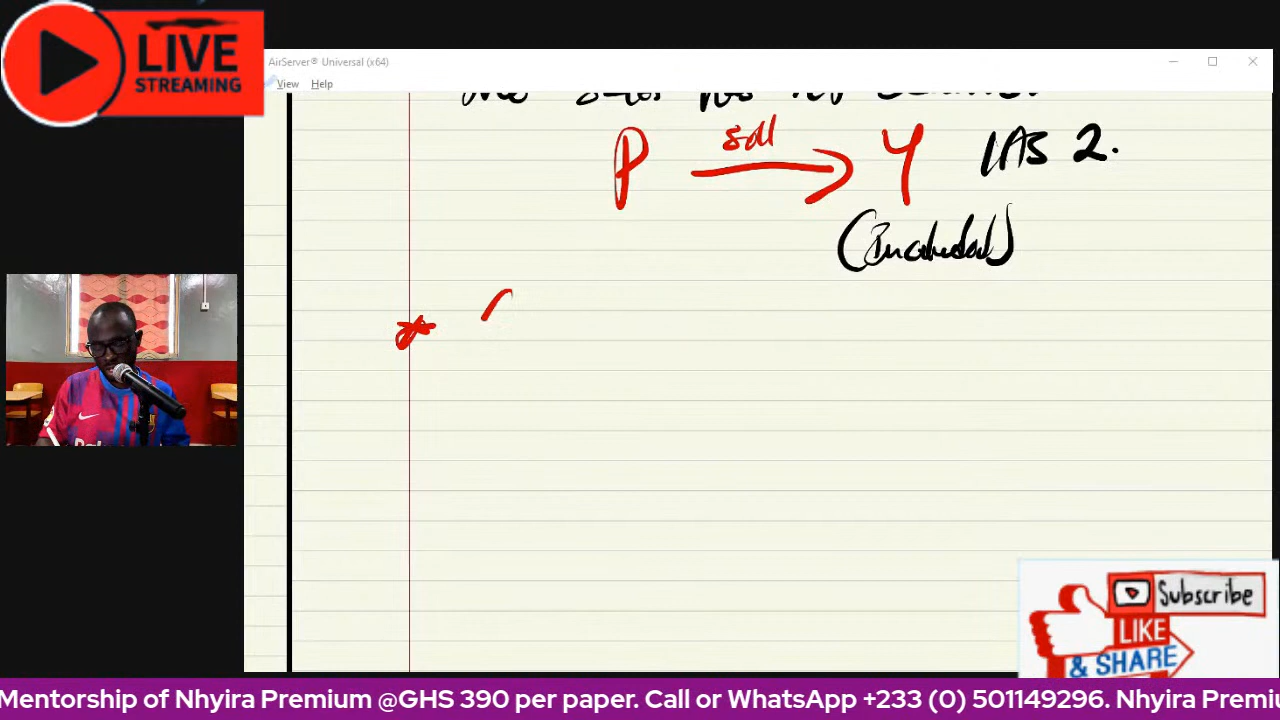 LIVE
STREAMING
AirServer® Universal (x64)
View Help
P sold Y IAS 2.
Subscribe
LIKE
& SHARE
Mentorship of Nhyira Premium @GHS 390 per paper. Call or WhatsApp +233 (0) 501149296. Nhyira Premi